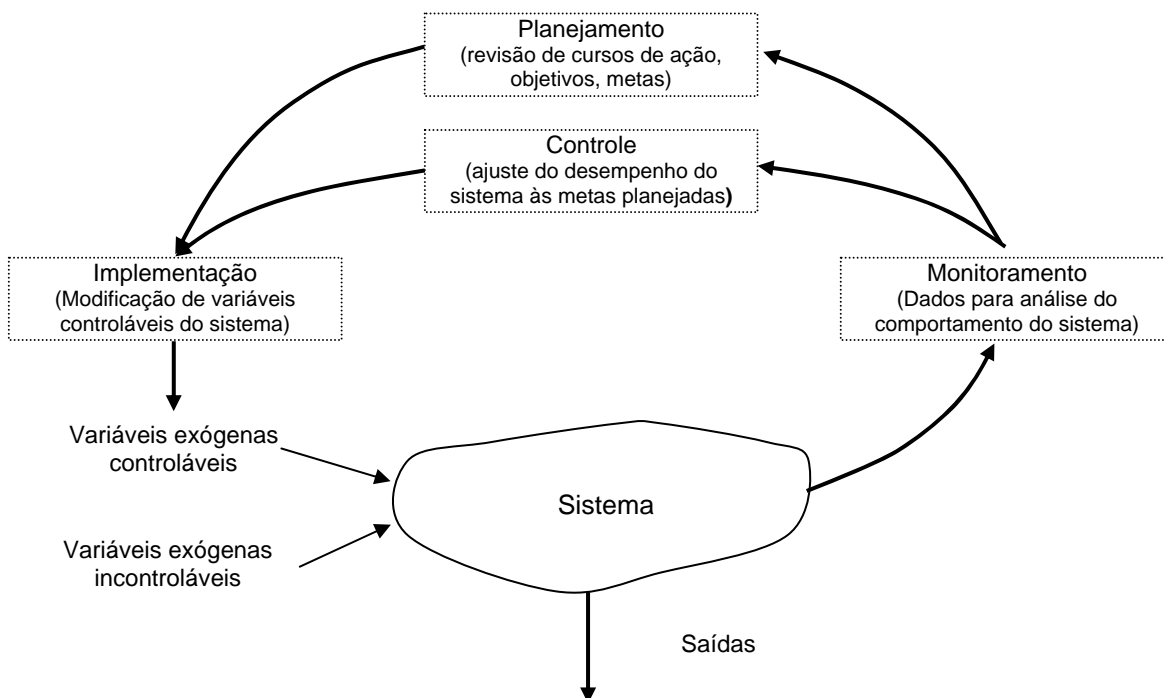 Planejamento
(revisão de cursos de ação,
objetivos, metas)
Controle
(ajuste do desempenho do
sistema às metas planejadas)
Implementação
(Modificação de variáveis
controláveis do sistema)
Monitoramento
(Dados para análise do
comportamento do sistema)
Variáveis exógenas
controláveis
Sistema
Variáveis exógenas
incontroláveis
Saídas